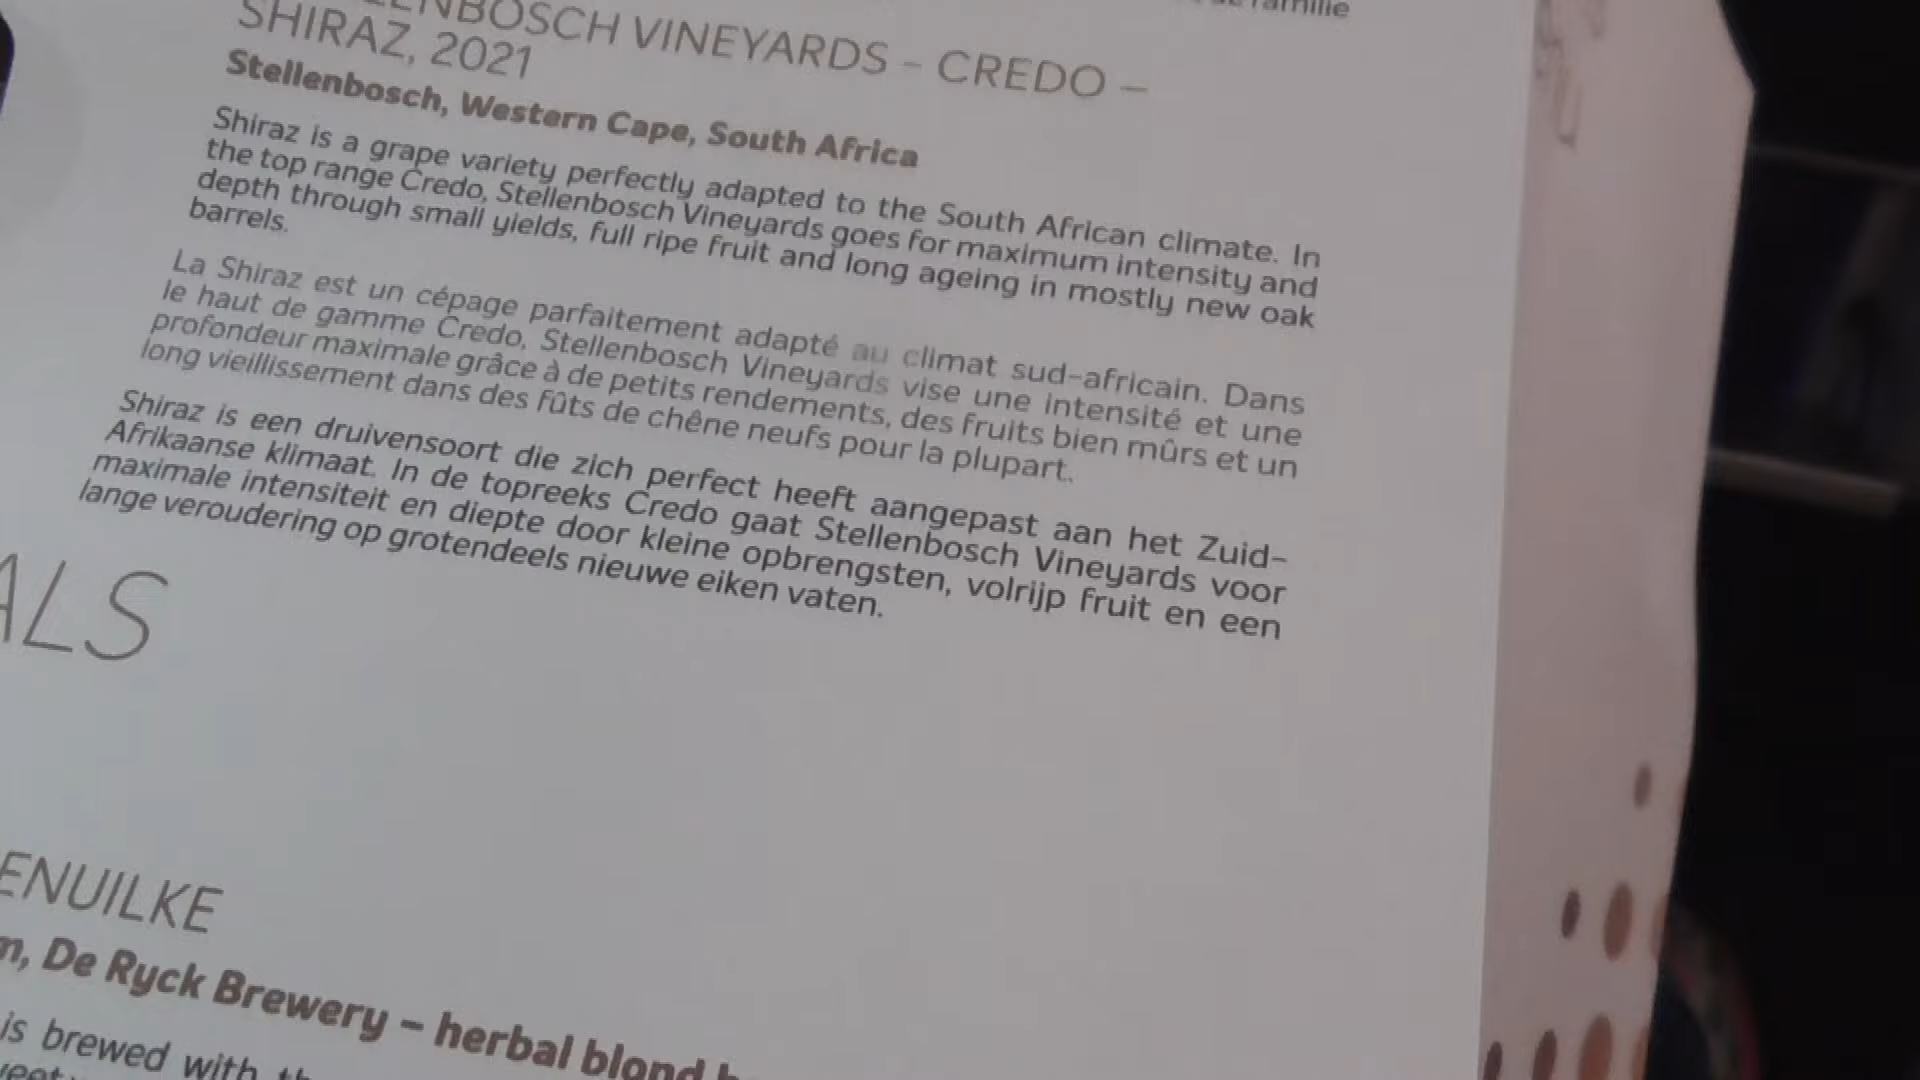 familie
VINEYARDS – CREDO –
SHIRAZ, 2021
Stellenbosch, Western Cape, South Africa
Shiraz is a grape variety perfectly adapted to the South African climate. In
the top range Credo, Stellenbosch Vineyards goes for maximum intensity and
depth through small yields, full ripe fruit and long ageing in mostly new oak
barrels.
La Shiraz est un cépage parfaitement adapté au climat sud-africain. Dans
le haut de gamme Credo, Stellenbosch Vineyards vise une intensité et une
profondeur maximale grâce à de petits rendements, des fruits bien mûrs et un
long vieillissement dans des fûts de chêne neufs pour la plupart.
Shiraz is een druivensoort die zich perfect heeft aangepast aan het Zuid-
Afrikaanse klimaat. In de topreeks Credo gaat Stellenbosch Vineyards voor
maximale intensiteit en diepte door kleine opbrengsten, volrijp fruit en een
lange veroudering op grotendeels nieuwe eiken vaten.
ALS
ENUILKE
De Ryck Brewery – herbal blond
is brewed with